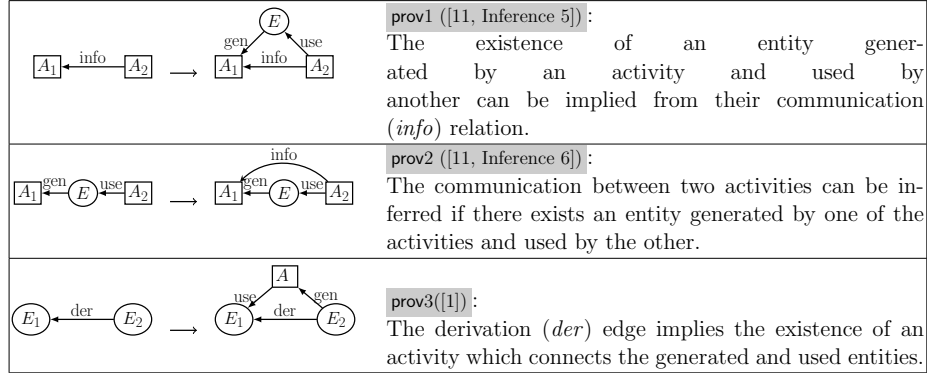 E
gen
use
A1
info
A2
A1
info
A2
prov1 ([11, Inference 5]):
The existence of an entity gener-
ated by an activity and used by
another can be implied from their communication
(info) relation.
info
A1
gen
E
use
A2
A1
gen
E
use
A2
prov2 ([11, Inference 6]):
The communication between two activities can be in-
ferred if there exists an entity generated by one of the
activities and used by the other.
A
use
gen
E1
der
E2
E1
der
E2
prov3([1]):
The derivation (der) edge implies the existence of an
activity which connects the generated and used entities.